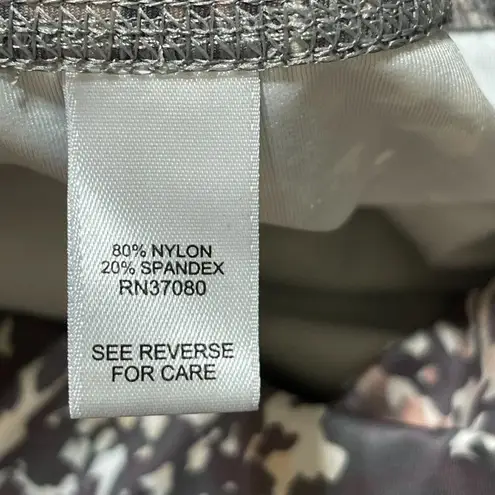 80% NYLON
20% SPANDEX
RN37080
SEE REVERSE
FOR CARE